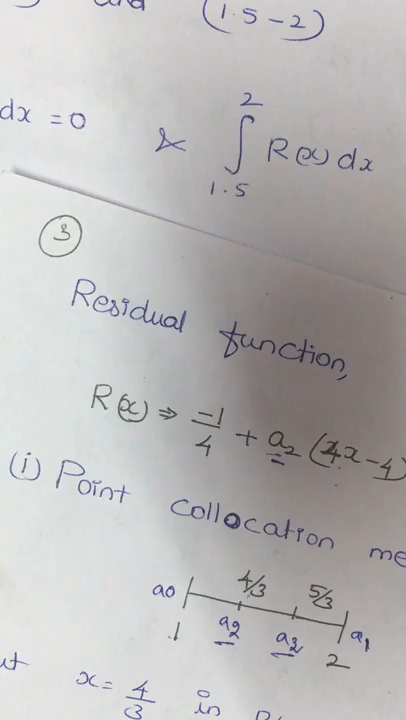 (1.5-2)
dx = 0 & ∫ 2 1.5 R(x) dx
3
Residual function,
R(x) ⇒ -1/4 + a2 (4x-4)
(i) Point collocation
a0 4/3 5/3 a1
1 a2 a3 2
x = 4/3 in